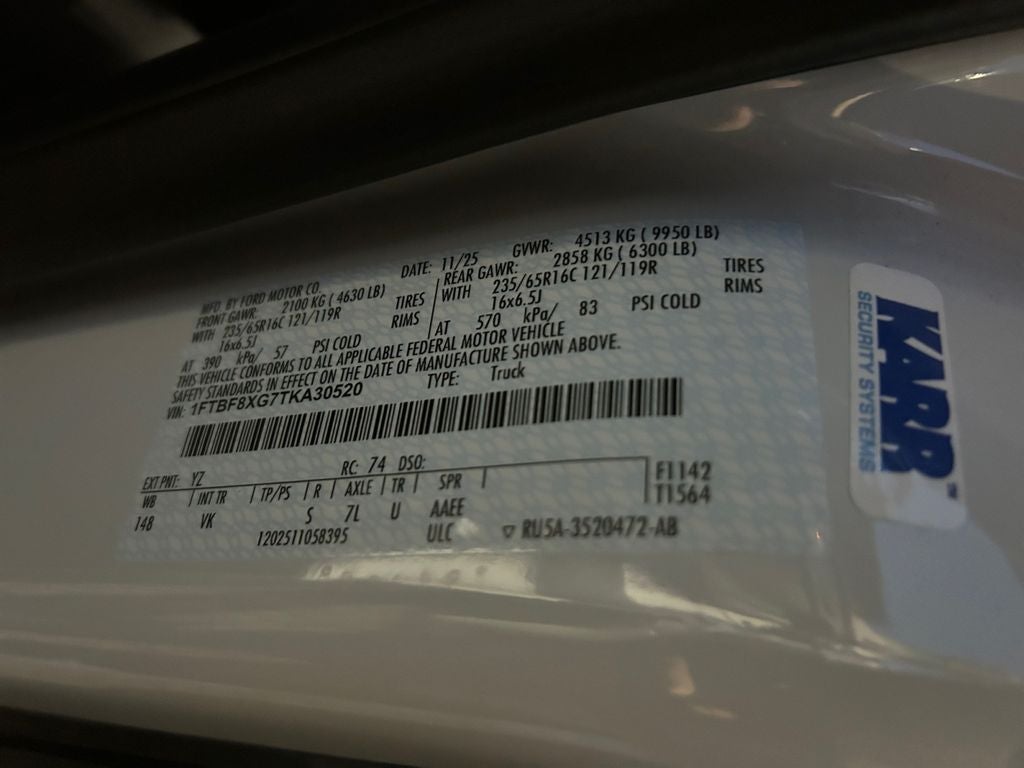 MFD. BY FORD MOTOR CO. DATE: 11/25 GVWR: 4513 KG ( 9950 LB)
FRONT GAWR: 2100 KG ( 4630 LB) REAR GAWR: 2858 KG ( 6300 LB)
WITH 235/65R16C 121/119R TIRES WITH 235/65R16C 121/119R TIRES
16x6.5J RIMS 16x6.5J RIMS
AT 390 kPa/ 57 PSI COLD AT 570 kPa/ 83 PSI COLD
THIS VEHICLE CONFORMS TO ALL APPLICABLE FEDERAL MOTOR VEHICLE
SAFETY STANDARDS IN EFFECT ON THE DATE OF MANUFACTURE SHOWN ABOVE.
VIN: 1FTBF8XG7TKA30520 TYPE: Truck
EXT PNT: YZ RC: 74 DSO:
WB INT TR TP/PS R AXLE TR SPR F1142
148 VK S 7L U AAEE T1564
1202511058395 ULC ▽ RU5A-3520472-AB
KARR™
SECURITY SYSTEMS